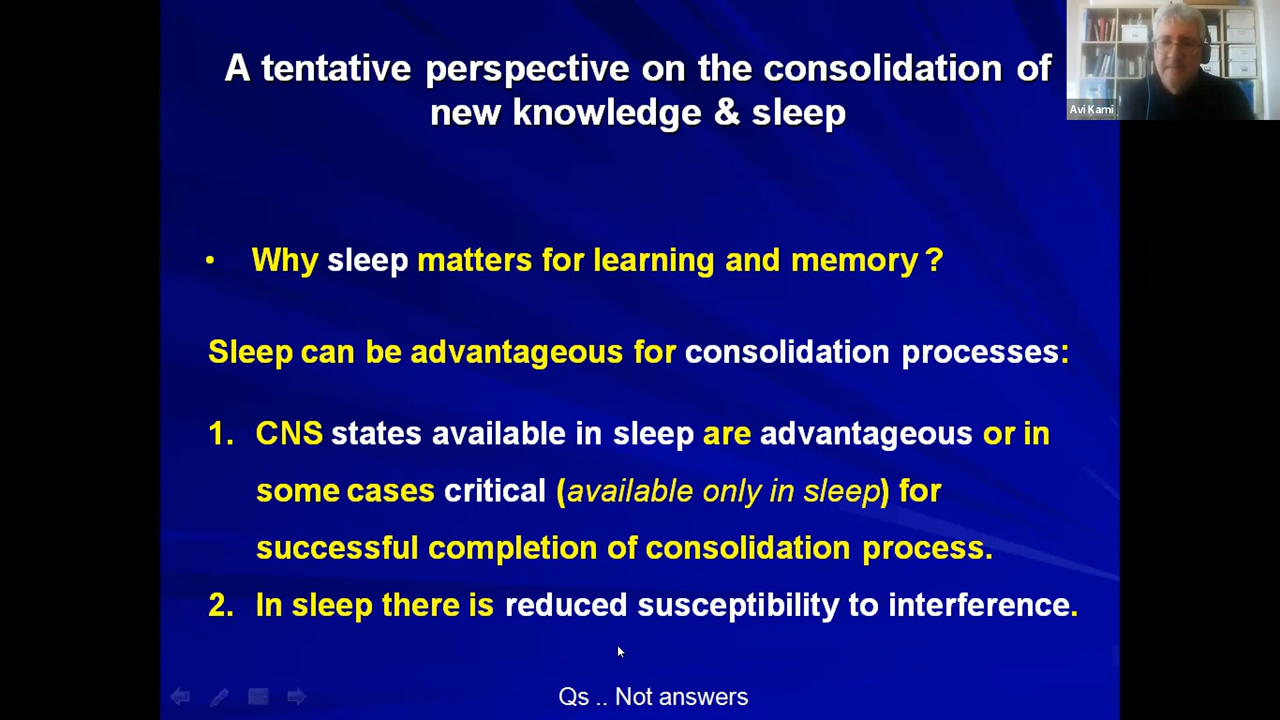 A tentative perspective on the consolidation of
new knowledge & sleep
Avi Karni
• Why sleep matters for learning and memory ?
Sleep can be advantageous for consolidation processes:
1. CNS states available in sleep are advantageous or in
some cases critical (available only in sleep) for
successful completion of consolidation process.
2. In sleep there is reduced susceptibility to interference.
Qs .. Not answers